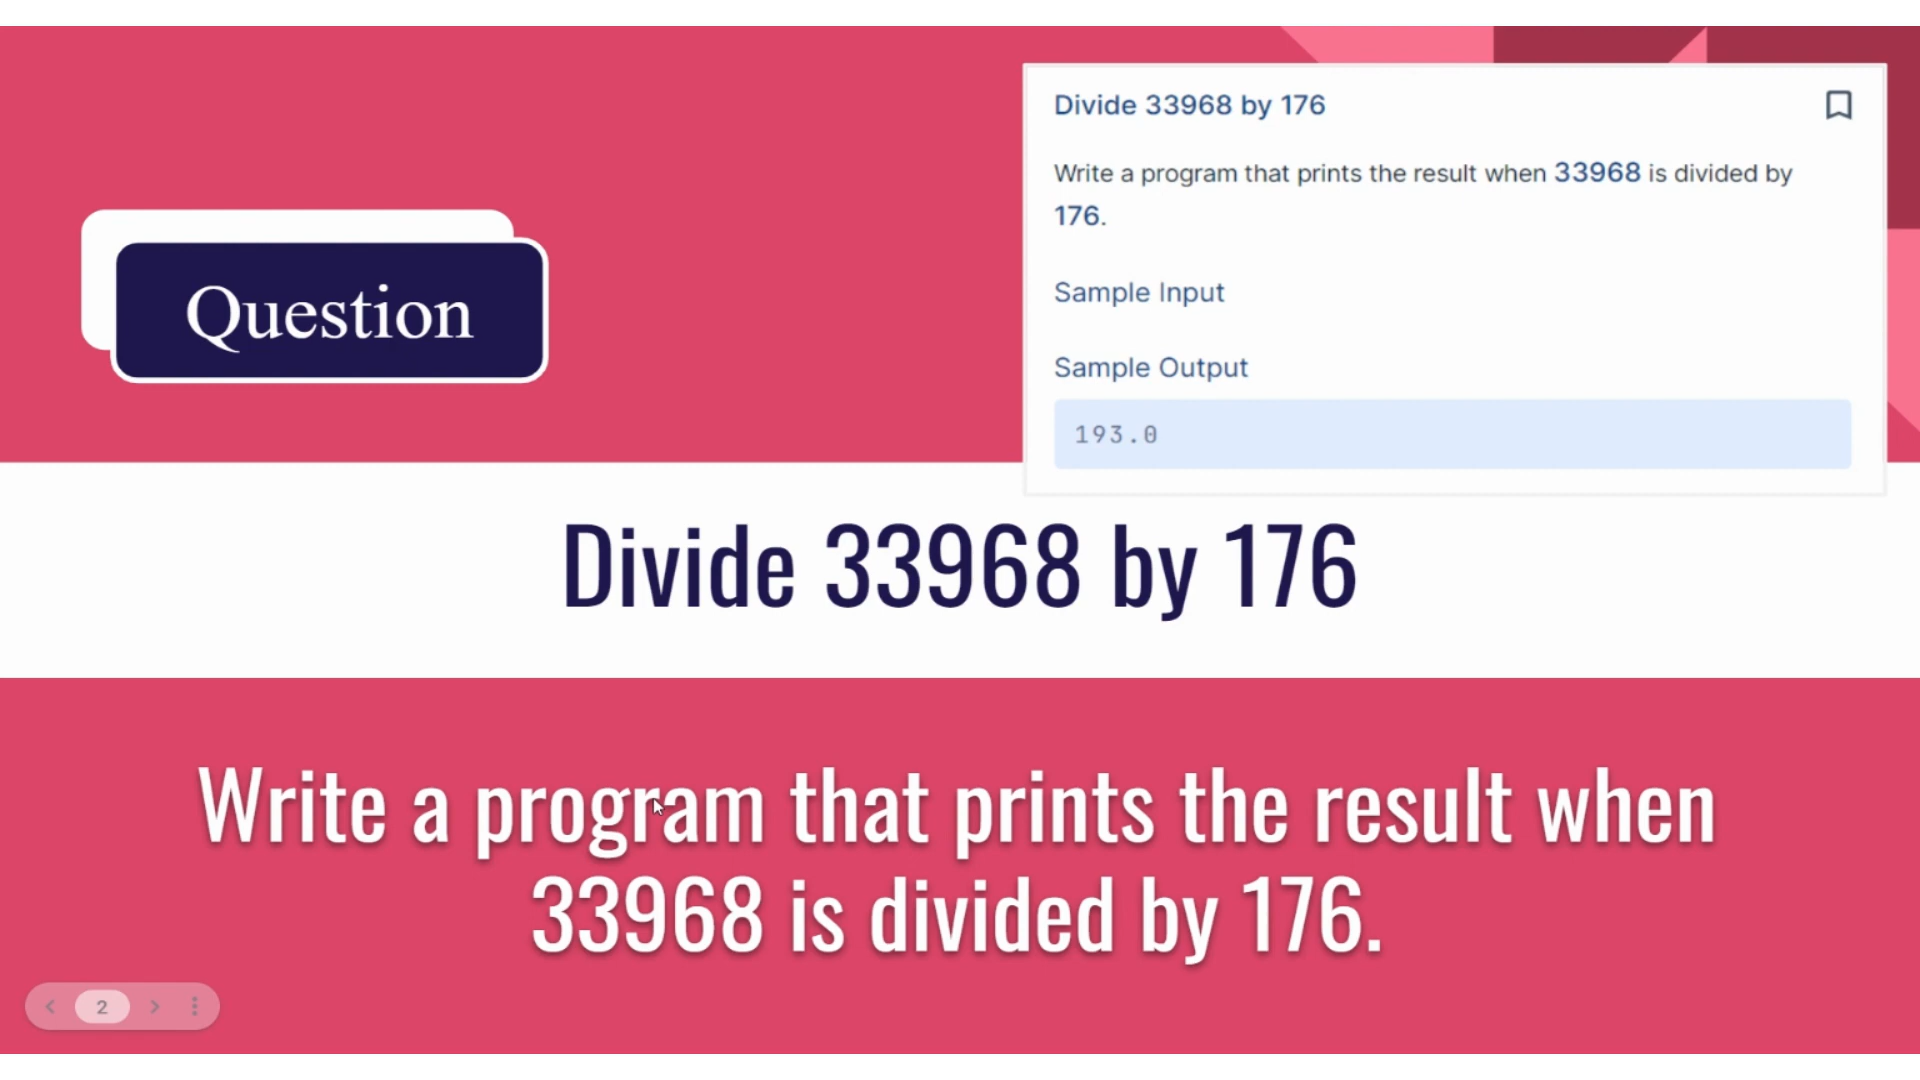 Question
Divide 33968 by 176
Write a program that prints the result when 33968 is divided by
176.
Sample Input
Sample Output
193.0
Divide 33968 by 176
Write a program that prints the result when
33968 is divided by 176.
2